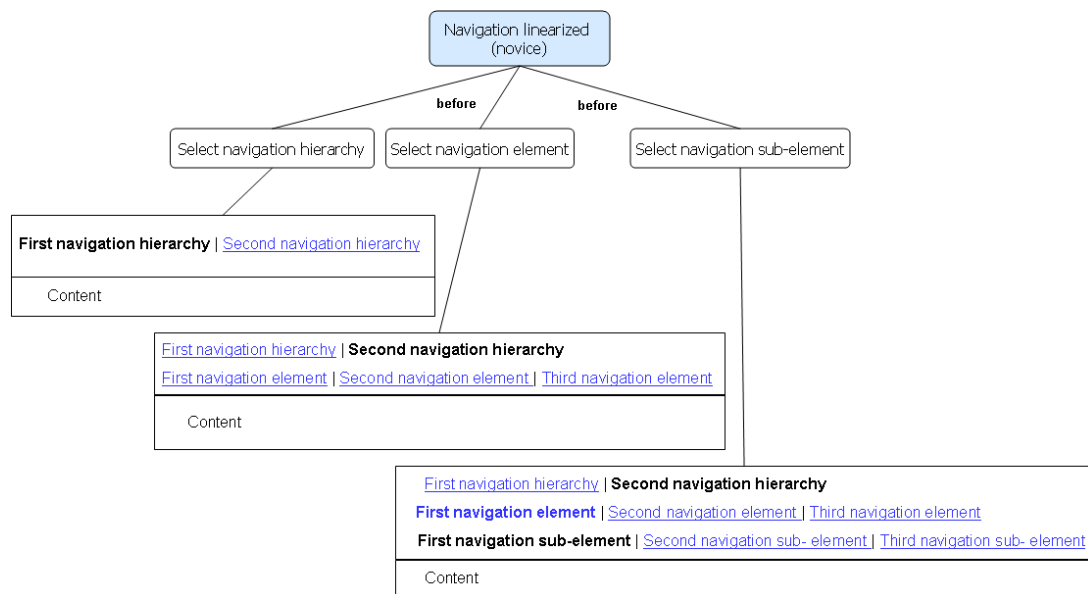 Navigation linearized
(novice)
before
before
Select navigation hierarchy
Select navigation element
Select navigation sub-element
First navigation hierarchy | Second navigation hierarchy
Content
First navigation hierarchy | Second navigation hierarchy
First navigation element | Second navigation element | Third navigation element
Content
First navigation hierarchy | Second navigation hierarchy
First navigation element | Second navigation element | Third navigation element
First navigation sub-element | Second navigation sub- element | Third navigation sub- element
Content